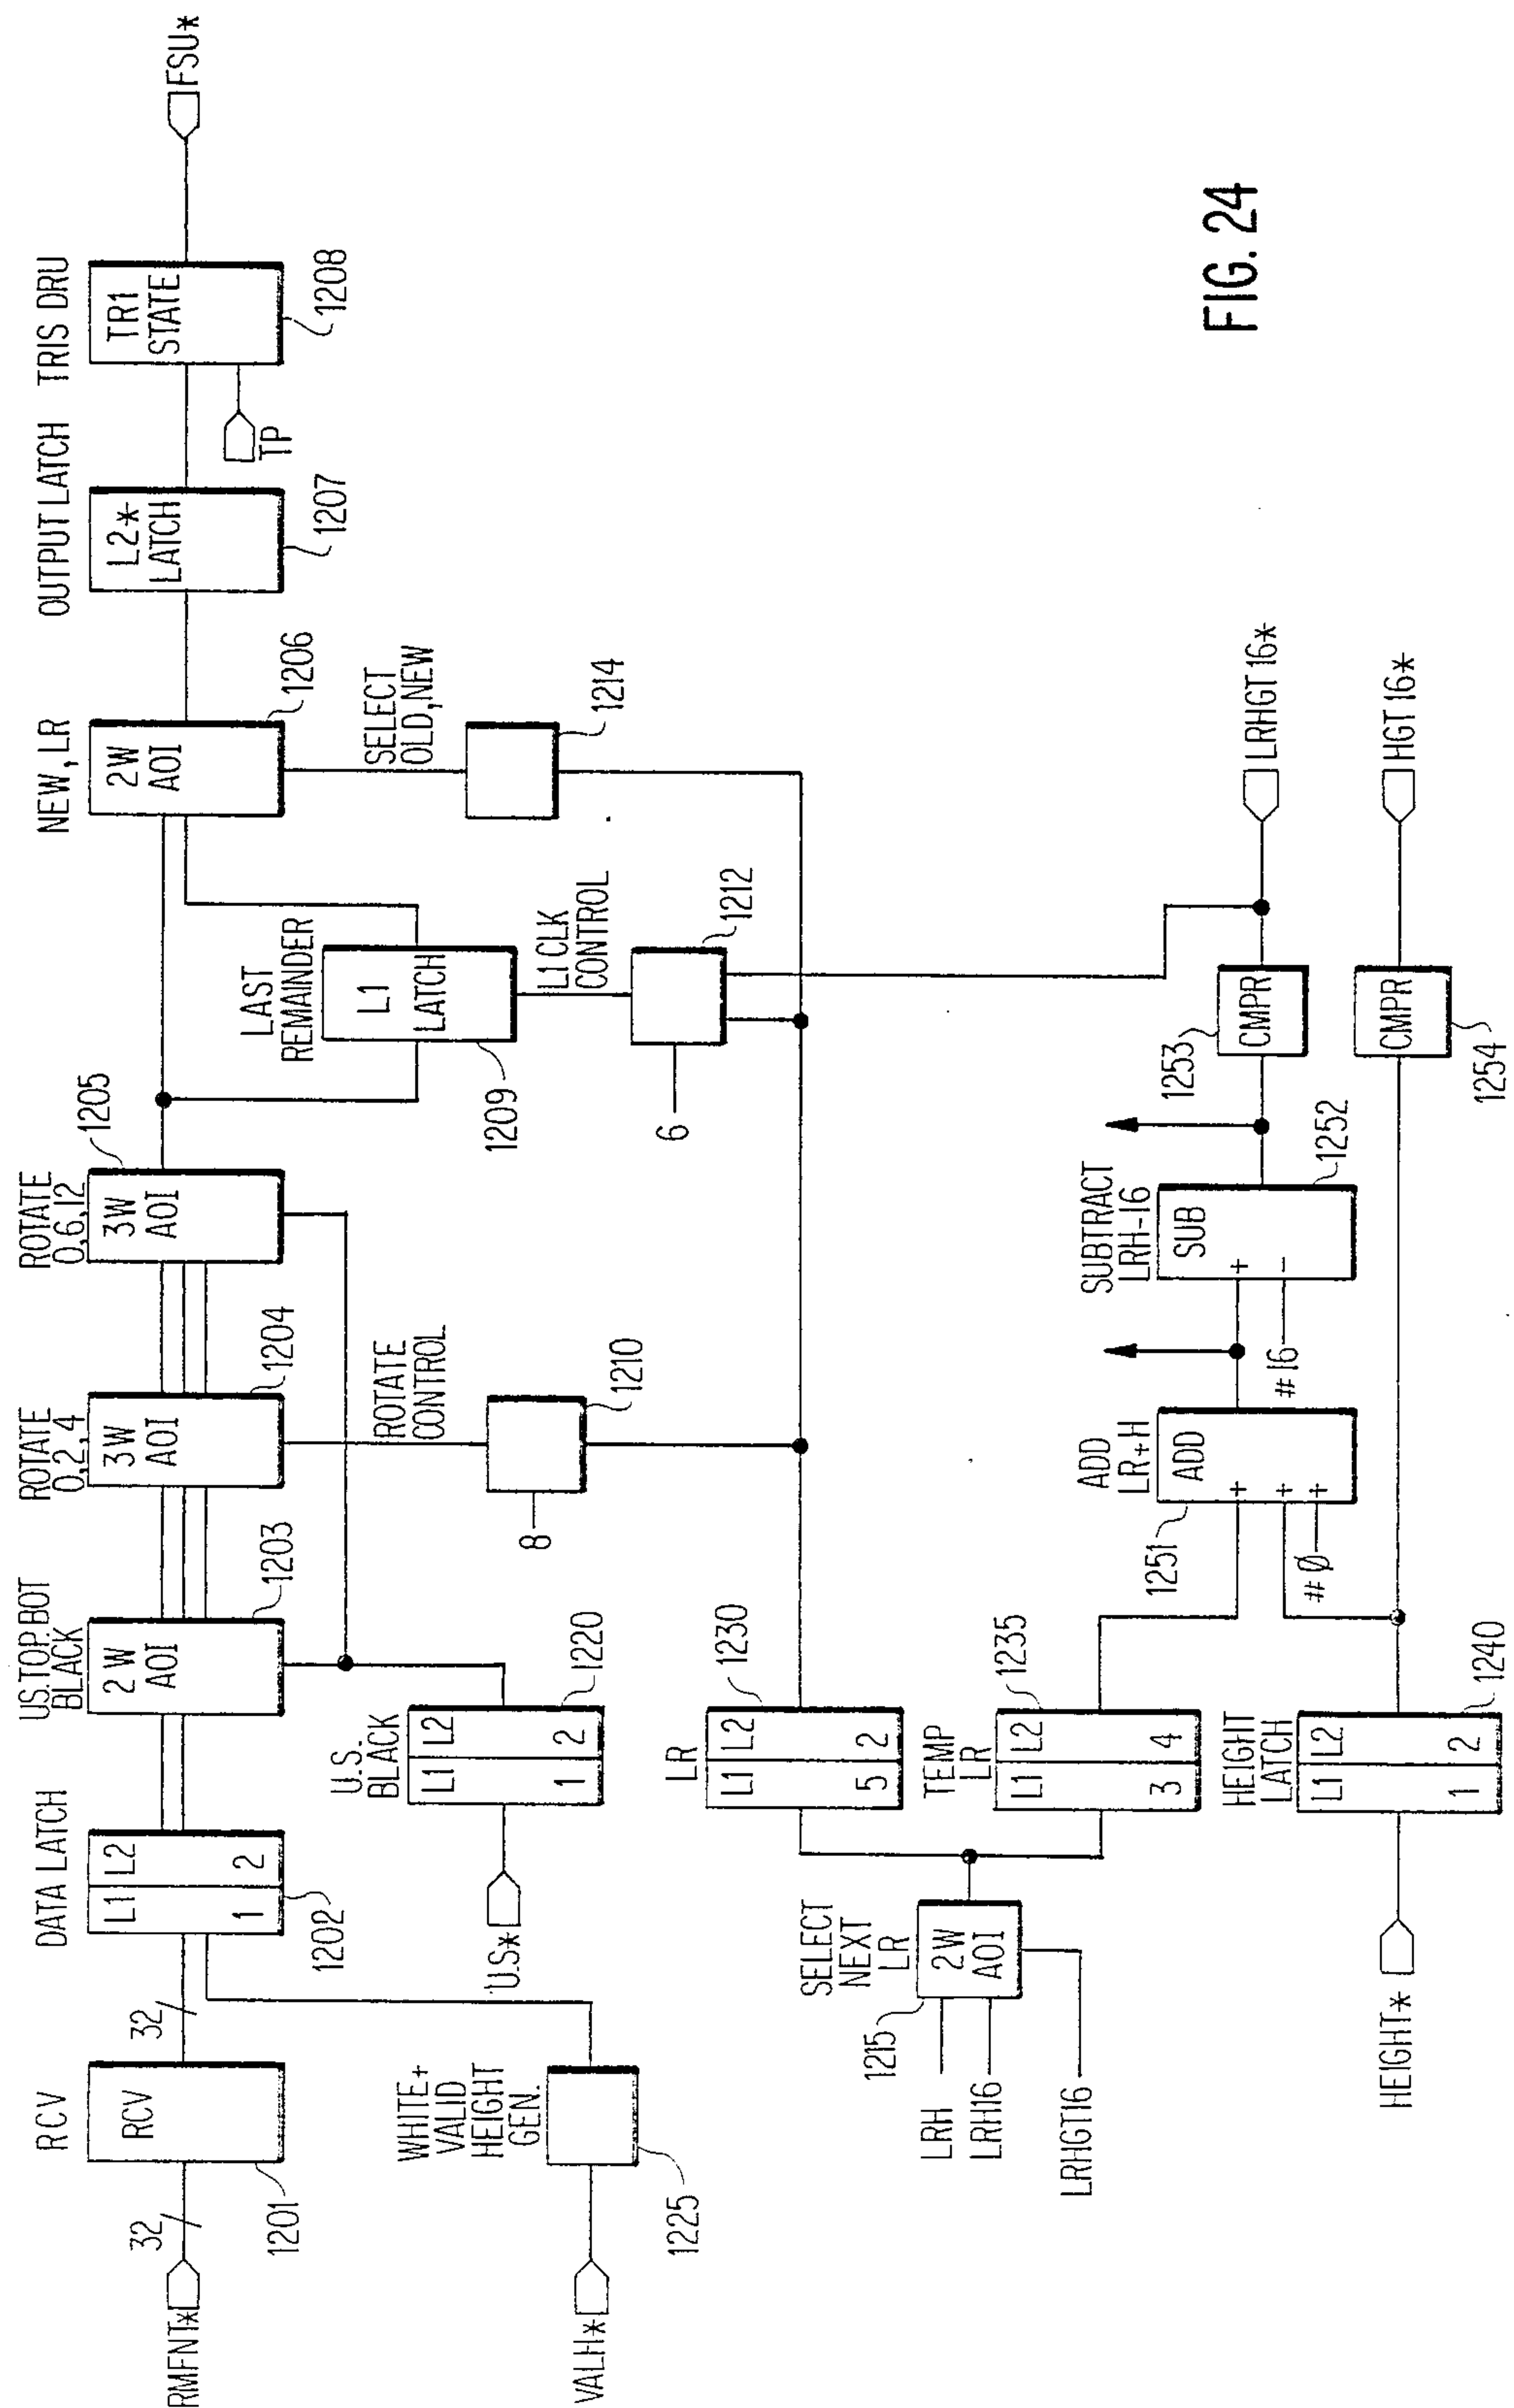 RMFNT*
32
RCV
RCV
1201
32
DATA LATCH
L1 L2
1 2
1202
U.S.TOP.BOT
BLACK
2W
AOI
1203
ROTATE
0,2,4
3W
AOI
1204
ROTATE
0,6,12
3W
AOI
1205
NEW, LR
2W
AOI
1206
OUTPUT LATCH
L2*
LATCH
1207
TRIS DRU
TR1
STATE
1208
TP
FSU*
VALH*
WHITE+
VALID
HEIGHT
GEN.
1225
U.S*
U.S.
BLACK
L1 L2
1 2
1220
8
ROTATE
CONTROL
1210
LAST
REMAINDER
L1
LATCH
1209
L1 CLK
CONTROL
6
1212
SELECT
OLD, NEW
1214
LRH
LRH16
LRHGT16
1215
SELECT
NEXT
LR
2W
AOI
LR
L1 L2
5 2
1230
TEMP
LR
L1 L2
3 4
1235
HEIGHT*
HEIGHT
LATCH
L1 L2
1 2
1240
ADD
LR+H
ADD
+
+
+
#Ø
1251
SUBTRACT
LRH-16
SUB
+
-
#16
1252
CMPR
1253
LRHGT16*
CMPR
1254
HGT 16*
FIG. 24